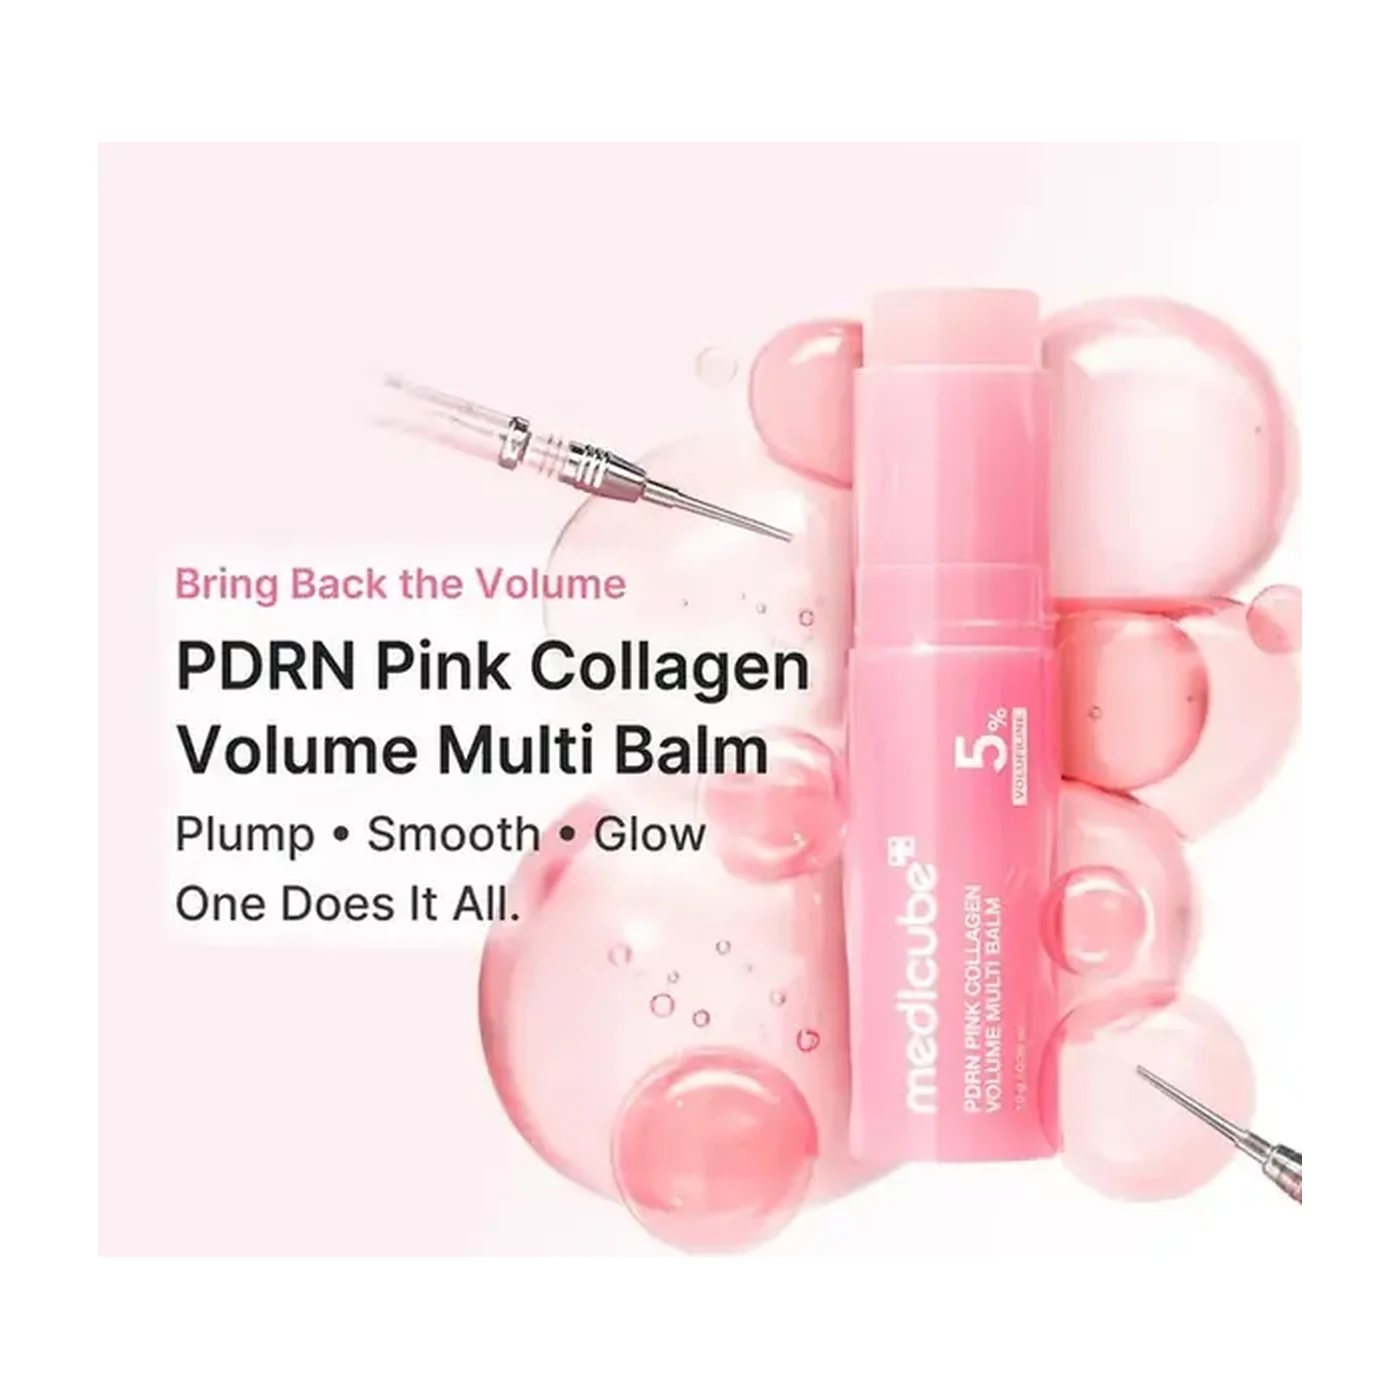 Bring Back the Volume
PDRN Pink Collagen
Volume Multi Balm
Plump • Smooth • Glow
One Does It All.
5%
VOLUFILINE
medicube
PDRN PINK COLLAGEN
VOLUME MULTI BALM